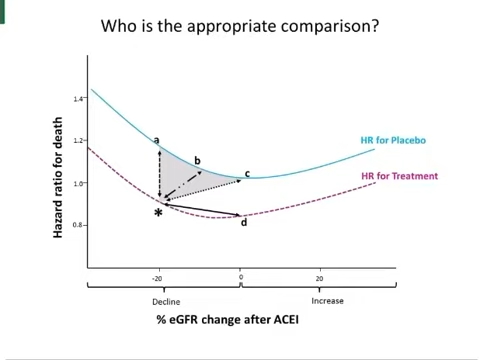 Who is the appropriate comparison?
Hazard ratio for death
1.4
1.2
1.0
0.8
a
b
c
d
*
HR for Placebo
HR for Treatment
-20
0
20
Decline
Increase
% eGFR change after ACEI